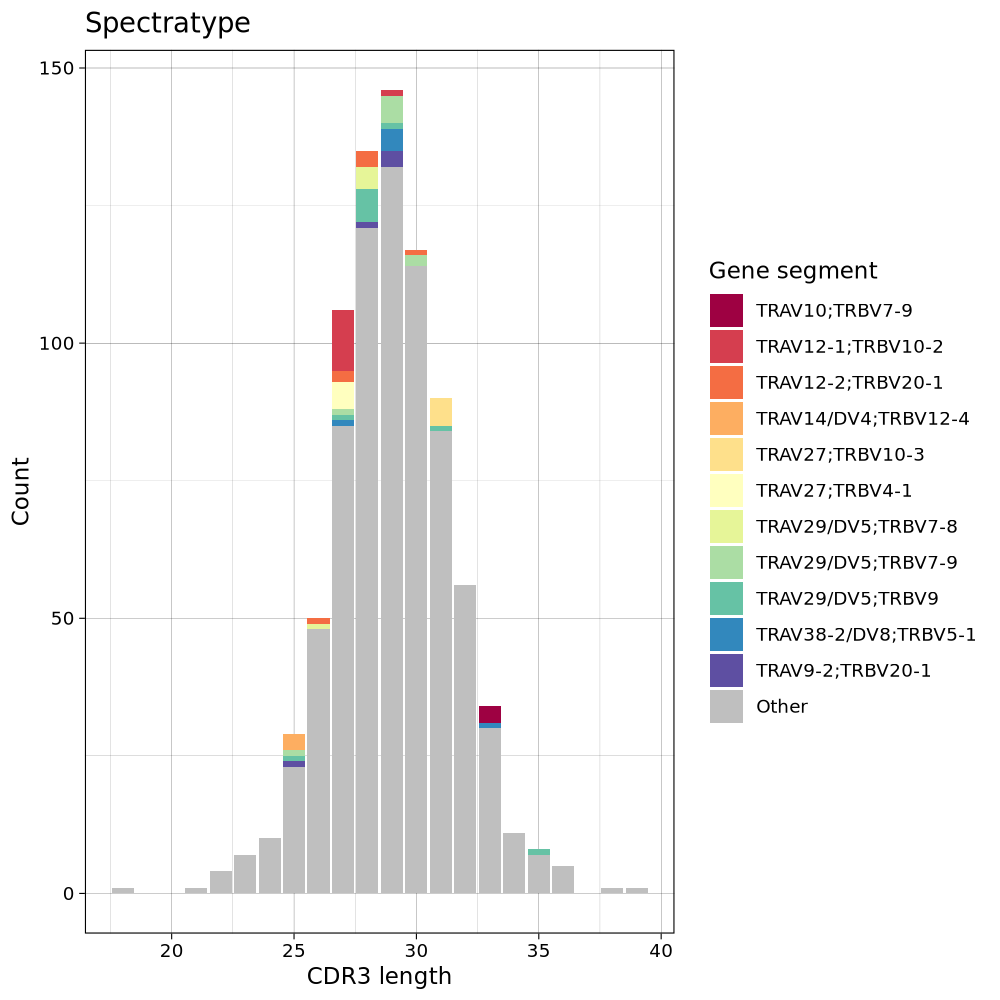 Spectratype
150
100
50
0
Count
20 25 30 35 40
CDR3 length
Gene segment
TRAV10;TRBV7-9
TRAV12-1;TRBV10-2
TRAV12-2;TRBV20-1
TRAV14/DV4;TRBV12-4
TRAV27;TRBV10-3
TRAV27;TRBV4-1
TRAV29/DV5;TRBV7-8
TRAV29/DV5;TRBV7-9
TRAV29/DV5;TRBV9
TRAV38-2/DV8;TRBV5-1
TRAV9-2;TRBV20-1
Other